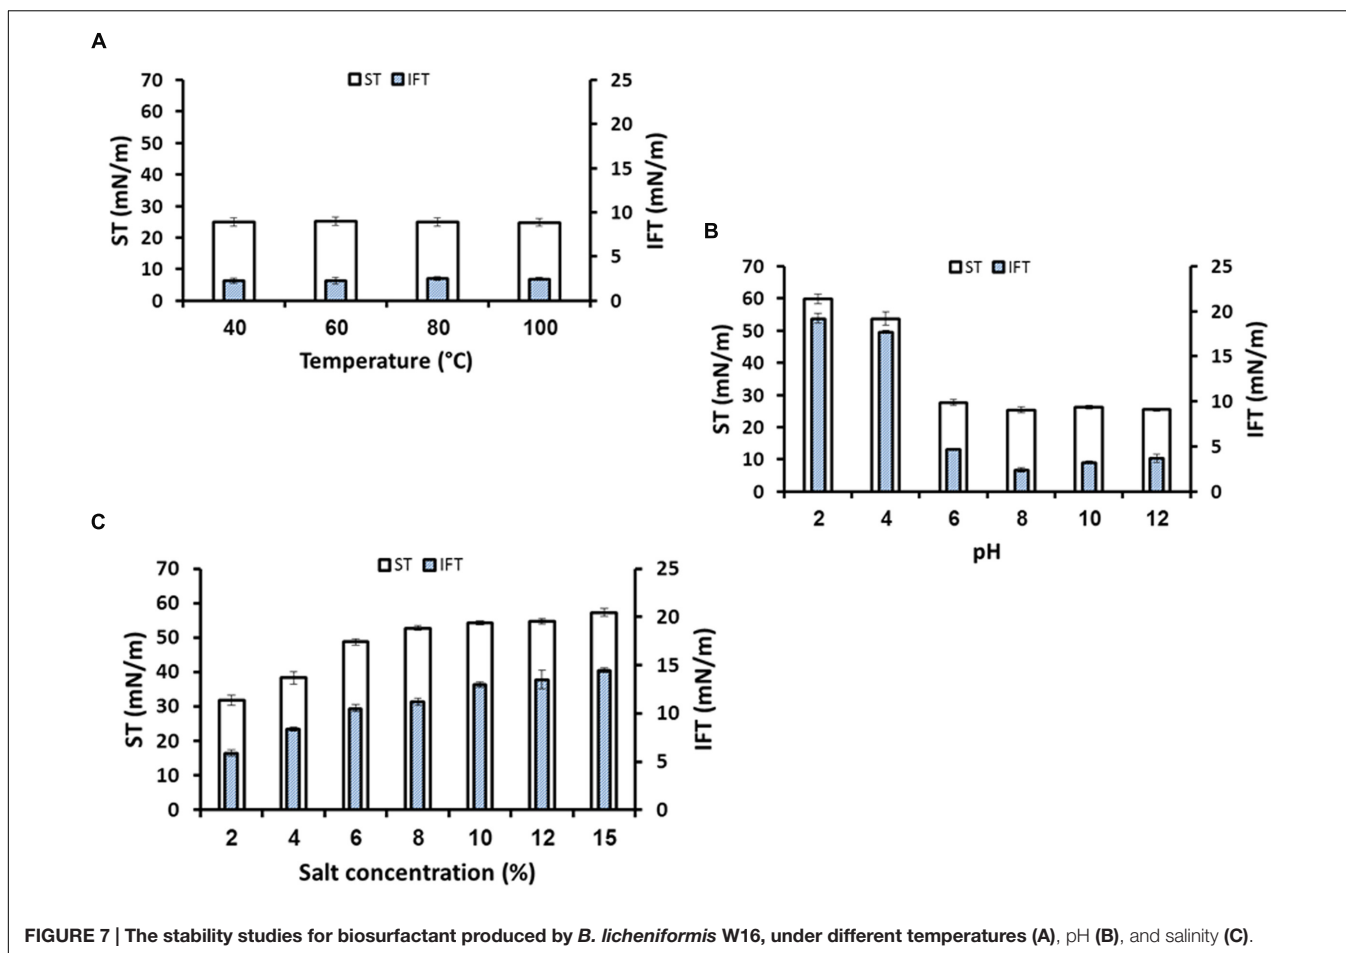 A
ST IFT
70
60
50
40
30
20
10
0
ST (mN/m)
25
20
15
10
5
0
IFT (mN/m)
40 60 80 100
Temperature (°C)
B
ST IFT
70
60
50
40
30
20
10
0
ST (mN/m)
25
20
15
10
5
0
IFT (mN/m)
2 4 6 8 10 12
pH
C
ST IFT
70
60
50
40
30
20
10
0
ST (mN/m)
25
20
15
10
5
0
IFT (mN/m)
2 4 6 8 10 12 15
Salt concentration (%)
FIGURE 7 | The stability studies for biosurfactant produced by B. licheniformis W16, under different temperatures (A), pH (B), and salinity (C).